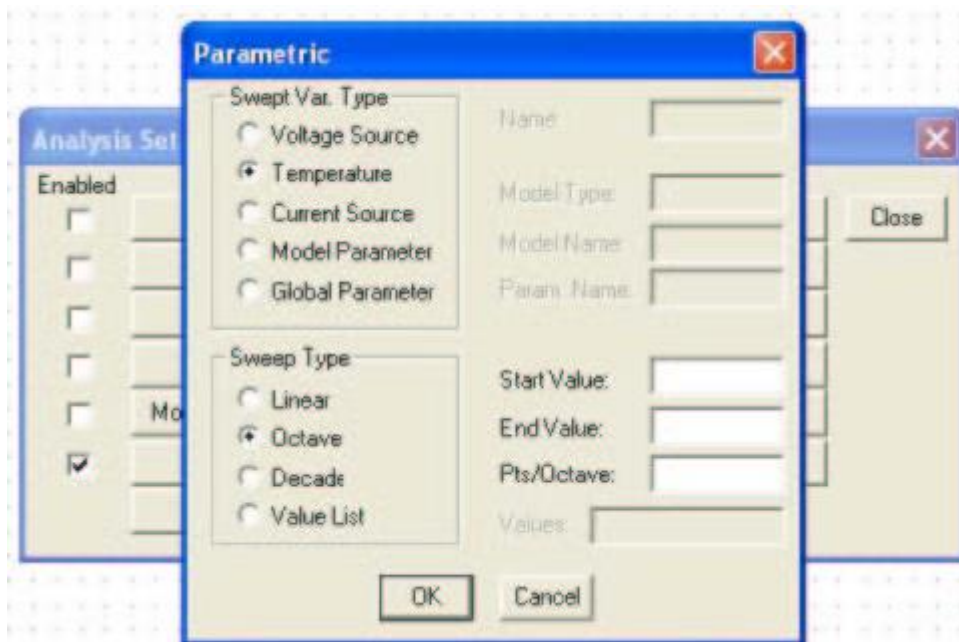 Parametric
Swept Var. Type
Voltage Source
Temperature
Current Source
Model Parameter
Global Parameter
Name:
Model Type:
Model Name:
Param. Name:
Sweep Type
Linear
Octave
Decade
Value List
Start Value:
End Value:
Pts/Octave:
Values:
OK
Cancel
Analysis Set
Enabled
Mo
Close